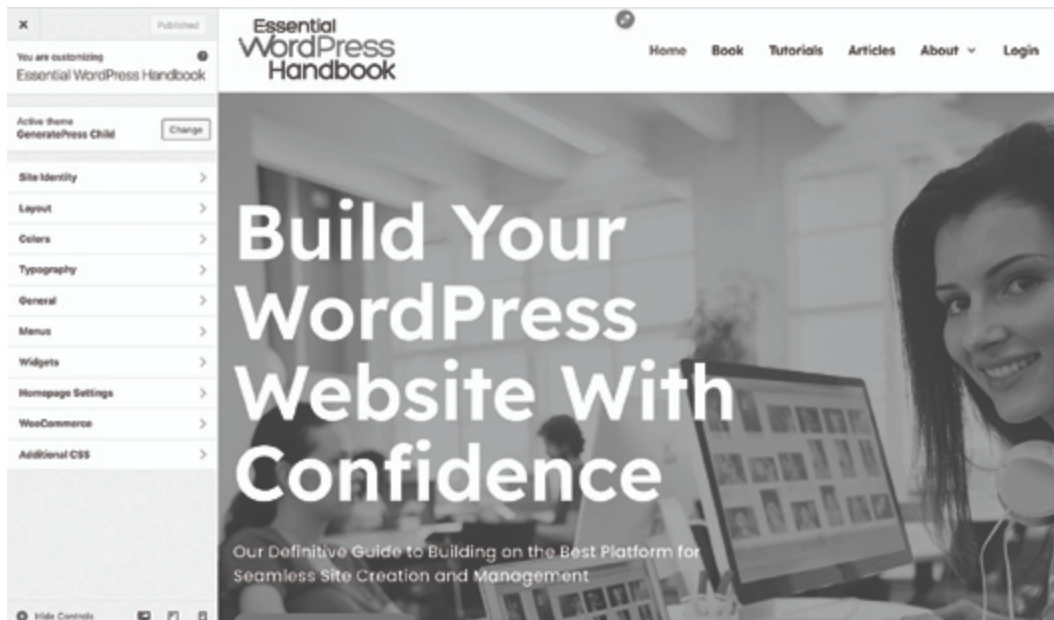 Published
You are customizing
Essential WordPress Handbook
Active theme
GeneratePress Child
Change
Site Identity
Layout
Colors
Typography
General
Menus
Widgets
Homepage Settings
WooCommerce
Additional CSS
Hide Controls
Essential
WordPress
Handbook
Home Book Tutorials Articles About Login
Build Your
WordPress
Website With
Confidence
Our Definitive Guide to Building on the Best Platform for
Seamless Site Creation and Management